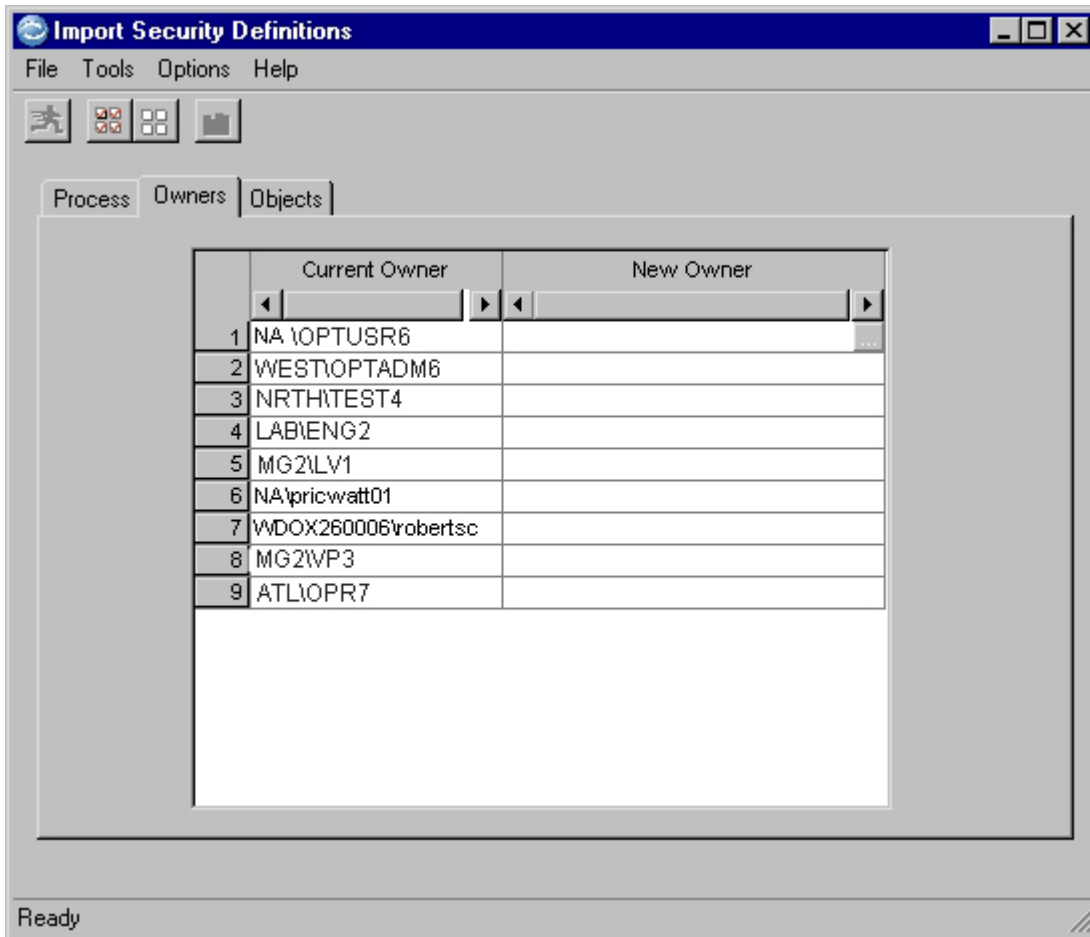 Import Security Definitions
File Tools Options Help
Process Owners Objects
Current Owner New Owner
1 NA \OPTUSR6 ...
2 WEST\OPTADM6
3 NRTH\TEST4
4 LAB\ENG2
5 MG2\LV1
6 NA\pricwatt01
7 WDOX260006\robertsc
8 MG2\VP3
9 ATL\OPR7
Ready